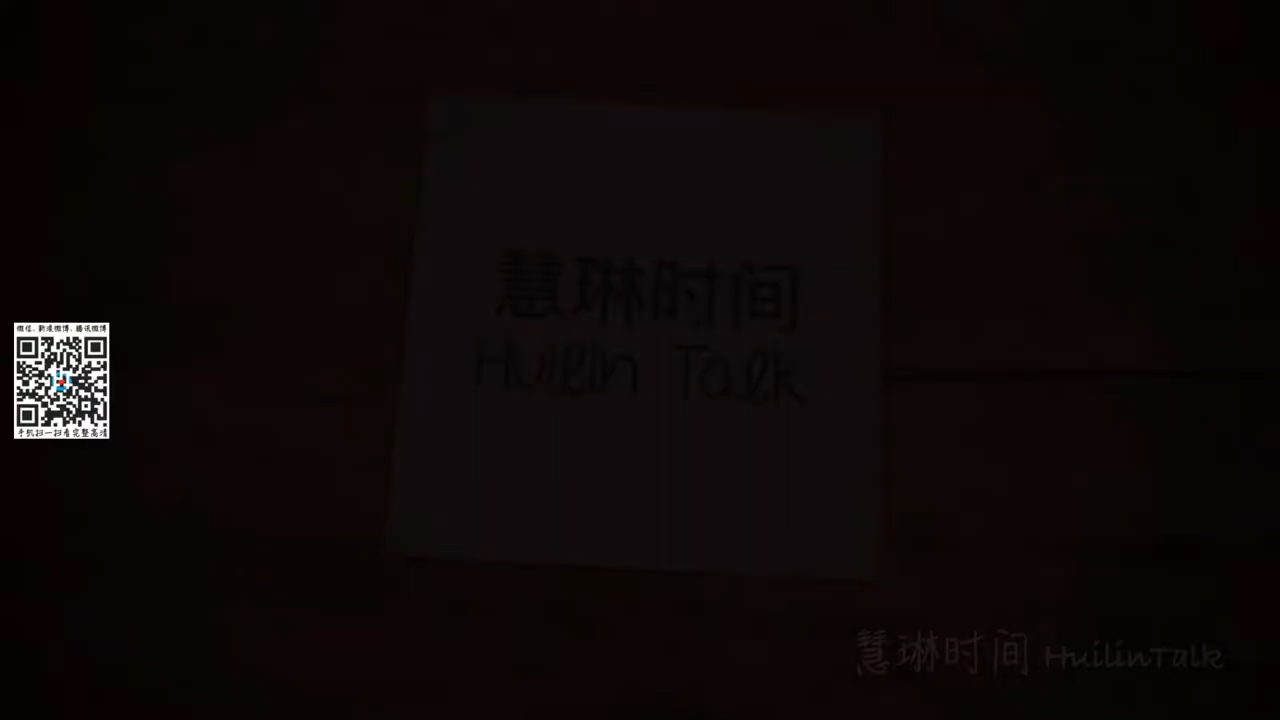 慧琳时间
Huilin Talk
微信、新浪微博、腾讯微博
手机扫一扫看完整高清
慧琳时间 HuilinTalk